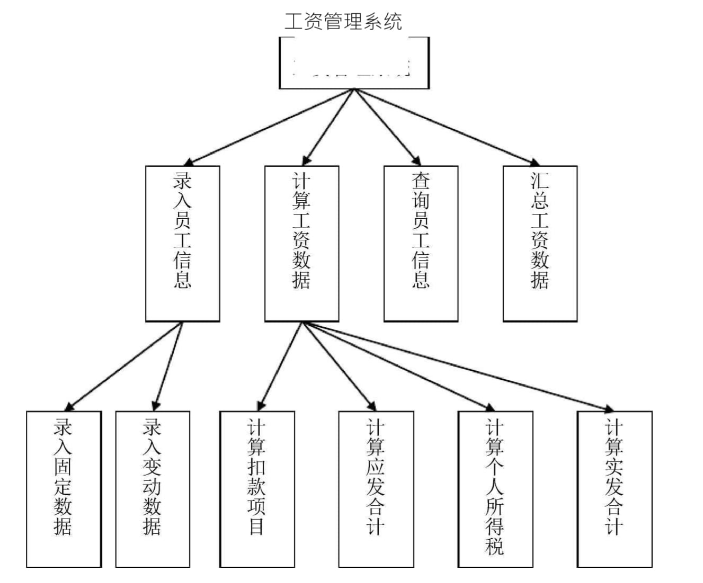 工资管理系统
录入员工信息
计算工资数据
查询员工信息
汇总工资数据
录入固定数据
录入变动数据
计算扣款项目
计算应发合计
计算个人所得税
计算实发合计